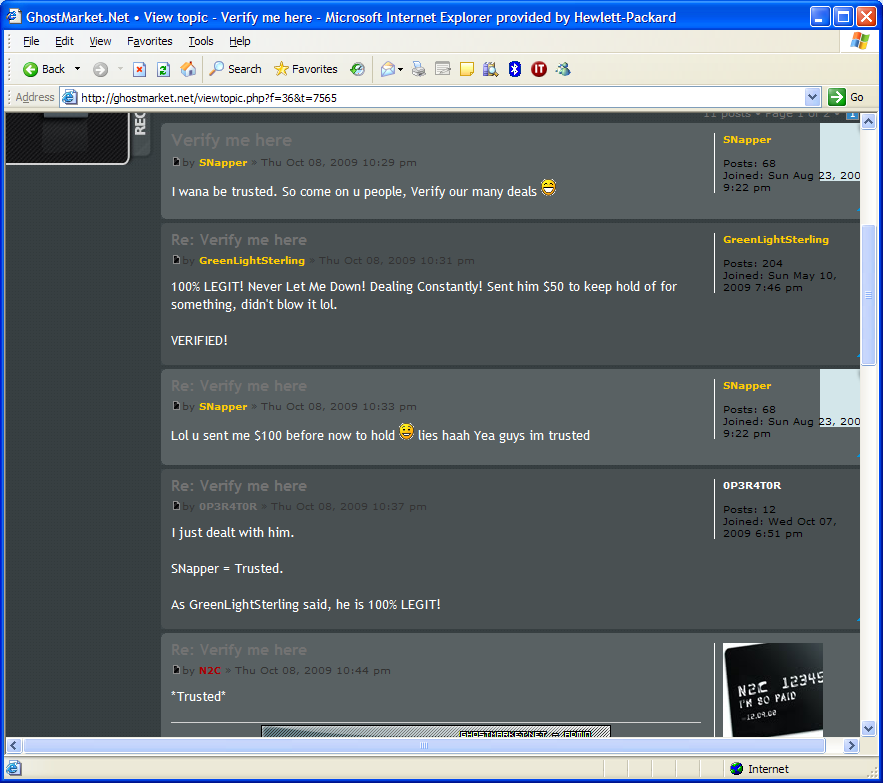 GhostMarket.Net • View topic - Verify me here - Microsoft Internet Explorer provided by Hewlett-Packard
File Edit View Favorites Tools Help
Back Search Favorites
Address http://ghostmarket.net/viewtopic.php?f=36&t=7565 Go
11 posts • Page 1 of 2 • 1
REC
Verify me here
by SNapper » Thu Oct 08, 2009 10:29 pm
I wana be trusted. So come on u people, Verify our many deals
SNapper
Posts: 68
Joined: Sun Aug 23, 200
9:22 pm
Re: Verify me here
by GreenLightSterling » Thu Oct 08, 2009 10:31 pm
100% LEGIT! Never Let Me Down! Dealing Constantly! Sent him $50 to keep hold of for
something, didn't blow it lol.
VERIFIED!
GreenLightSterling
Posts: 204
Joined: Sun May 10,
2009 7:46 pm
Re: Verify me here
by SNapper » Thu Oct 08, 2009 10:33 pm
Lol u sent me $100 before now to hold lies haah Yea guys im trusted
SNapper
Posts: 68
Joined: Sun Aug 23, 200
9:22 pm
Re: Verify me here
by 0P3R4T0R » Thu Oct 08, 2009 10:37 pm
I just dealt with him.
SNapper = Trusted.
As GreenLightSterling said, he is 100% LEGIT!
0P3R4T0R
Posts: 12
Joined: Wed Oct 07,
2009 6:51 pm
Re: Verify me here
by N2C » Thu Oct 08, 2009 10:44 pm
*Trusted*
N2C 12345
I'M SO PAID
-12.09.08
GHOSTMARKET.NET
ADMIN
Internet